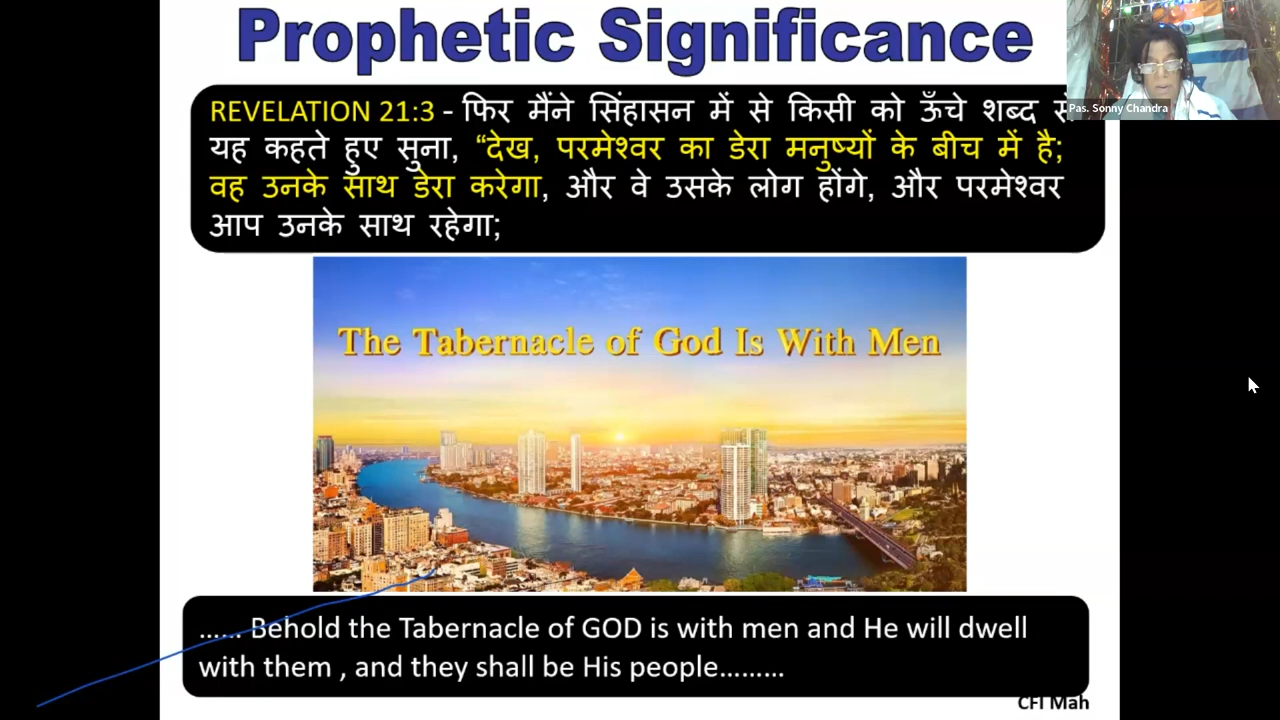 Prophetic Significance
REVELATION 21:3 - फिर मैंने सिंहासन में से किसी को ऊँचे शब्द से
यह कहते हुए सुना, “देख, परमेश्वर का डेरा मनुष्यों के बीच में है;
वह उनके साथ डेरा करेगा, और वे उसके लोग होंगे, और परमेश्वर
आप उनके साथ रहेगा;
Pas. Sonny Chandra
The Tabernacle of God Is With Men
...... Behold the Tabernacle of GOD is with men and He will dwell
with them , and they shall be His people.........
CFI Mah